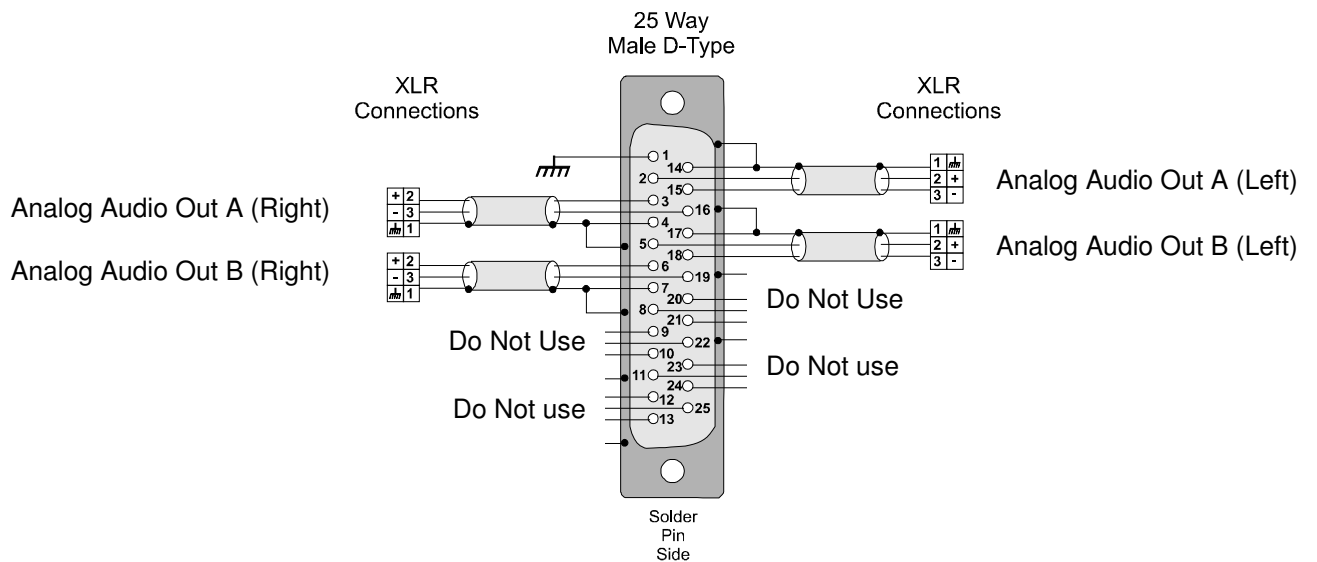 25 Way
Male D-Type
XLR
Connections
XLR
Connections
1
14
2
15
3
16
4
17
5
18
6
19
7
20
8
21
9
22
10
23
11
24
12
25
13
Analog Audio Out A (Right)
+ 2
- 3
1
Analog Audio Out B (Right)
+ 2
- 3
1
1
2 +
3 -
Analog Audio Out A (Left)
1
2 +
3 -
Analog Audio Out B (Left)
Do Not Use
Do Not Use
Do Not use
Do Not use
Solder
Pin
Side